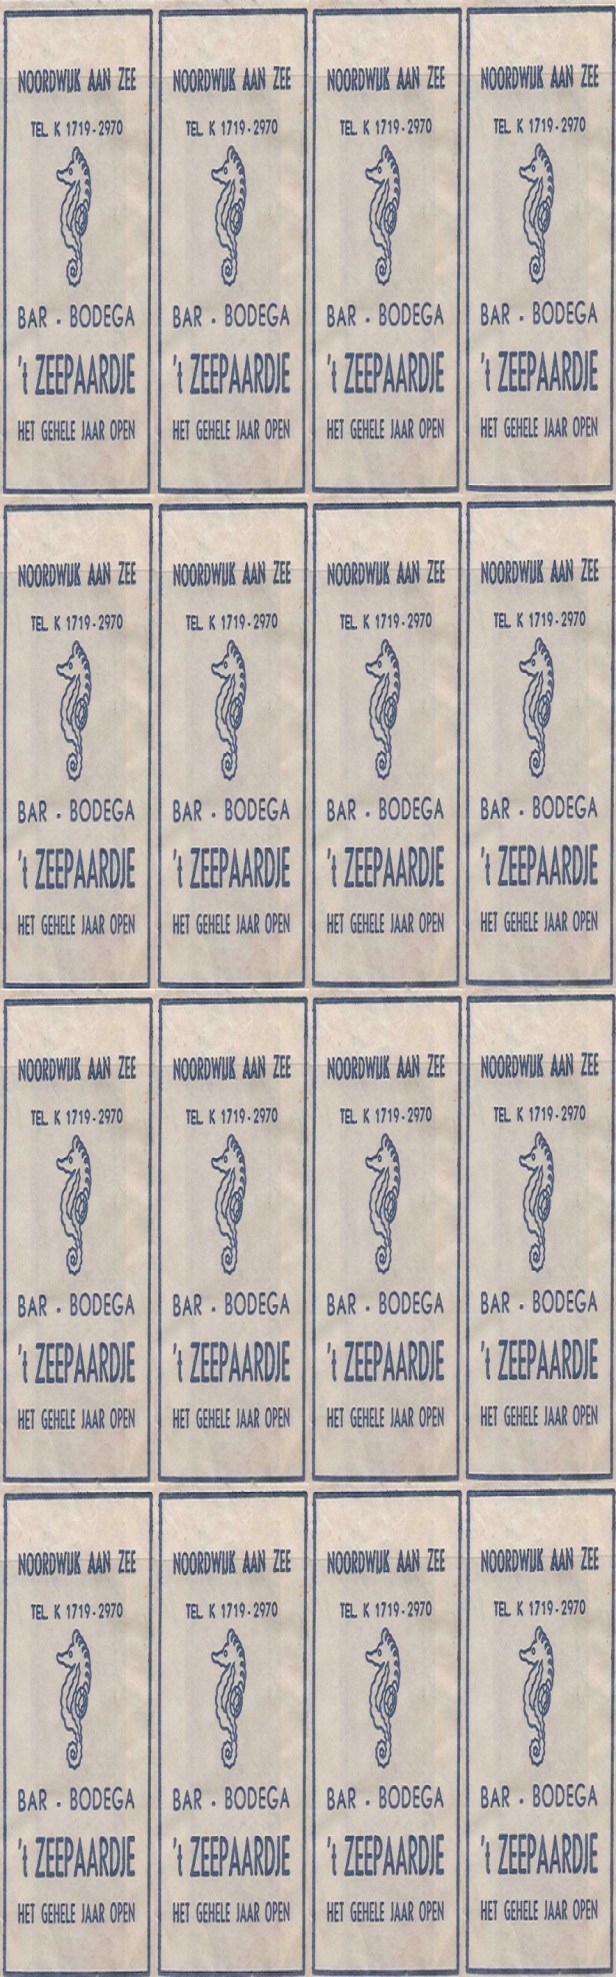 NOORDWIJK AAN ZEE NOORDWIJK AAN ZEE NOORDWIJK AAN ZEE NOORDWIJK AAN ZEE
TEL. K 1719-2970 TEL. K 1719-2970 TEL. K 1719-2970 TEL. K 1719-2970
BAR - BODEGA BAR - BODEGA BAR - BODEGA BAR - BODEGA
't ZEEPAARDJE 't ZEEPAARDJE 't ZEEPAARDJE 't ZEEPAARDJE
HET GEHELE JAAR OPEN HET GEHELE JAAR OPEN HET GEHELE JAAR OPEN HET GEHELE JAAR OPEN
NOORDWIJK AAN ZEE NOORDWIJK AAN ZEE NOORDWIJK AAN ZEE NOORDWIJK AAN ZEE
TEL. K 1719-2970 TEL. K 1719-2970 TEL. K 1719-2970 TEL. K 1719-2970
BAR - BODEGA BAR - BODEGA BAR - BODEGA BAR - BODEGA
't ZEEPAARDJE 't ZEEPAARDJE 't ZEEPAARDJE 't ZEEPAARDJE
HET GEHELE JAAR OPEN HET GEHELE JAAR OPEN HET GEHELE JAAR OPEN HET GEHELE JAAR OPEN
NOORDWIJK AAN ZEE NOORDWIJK AAN ZEE NOORDWIJK AAN ZEE NOORDWIJK AAN ZEE
TEL. K 1719-2970 TEL. K 1719-2970 TEL. K 1719-2970 TEL. K 1719-2970
BAR - BODEGA BAR - BODEGA BAR - BODEGA BAR - BODEGA
't ZEEPAARDJE 't ZEEPAARDJE 't ZEEPAARDJE 't ZEEPAARDJE
HET GEHELE JAAR OPEN HET GEHELE JAAR OPEN HET GEHELE JAAR OPEN HET GEHELE JAAR OPEN
NOORDWIJK AAN ZEE NOORDWIJK AAN ZEE NOORDWIJK AAN ZEE NOORDWIJK AAN ZEE
TEL. K 1719-2970 TEL. K 1719-2970 TEL. K 1719-2970 TEL. K 1719-2970
BAR - BODEGA BAR - BODEGA BAR - BODEGA BAR - BODEGA
't ZEEPAARDJE 't ZEEPAARDJE 't ZEEPAARDJE 't ZEEPAARDJE
HET GEHELE JAAR OPEN HET GEHELE JAAR OPEN HET GEHELE JAAR OPEN HET GEHELE JAAR OPEN